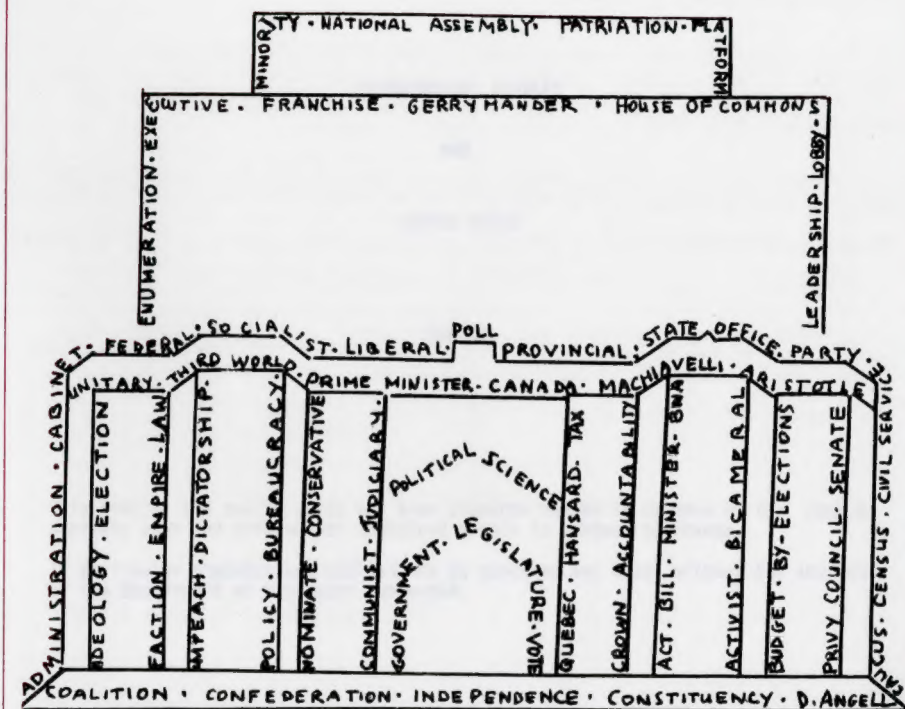 MINORITY · NATIONAL ASSEMBLY · PATRIATION · PLATFORM
ENUMERATION · EXECUTIVE · FRANCHISE · GERRYMANDER · HOUSE OF COMMONS
LEADERSHIP · LOBBY
ADMINISTRATION · CABINET · FEDERAL · SOCIALIST · LIBERAL · POLL PROVINCIAL · STATE OFFICE · PARTY ·
CAUCUS · CENSUS CIVIL SERVICE
UNITARY · THIRD WORLD · PRIME MINISTER · CANADA · MACHIAVELLI · ARISTOTLE
IDEOLOGY · ELECTION
FACTION · EMPIRE · LAW
IMPEACH · DICTATORSHIP ·
POLICY · BUREAUCRACY
NOMINATE · CONSERVATIVE
COMMUNIST · JUDICIARY ·
POLITICAL SCIENCE
GOVERNMENT · LEGISLATURE · VOTE
QUEBEC · HANSARD · TAX
CROWN · ACCOUNTABILITY
ACT · BILL · MINISTER · BNA
ACTIVIST BICAMERAL
BUDGET · BY-ELECTIONS
PRIVY COUNCIL SENATE
COALITION · CONFEDERATION · INDEPENDENCE · CONSTITUENCY · D. ANGELL